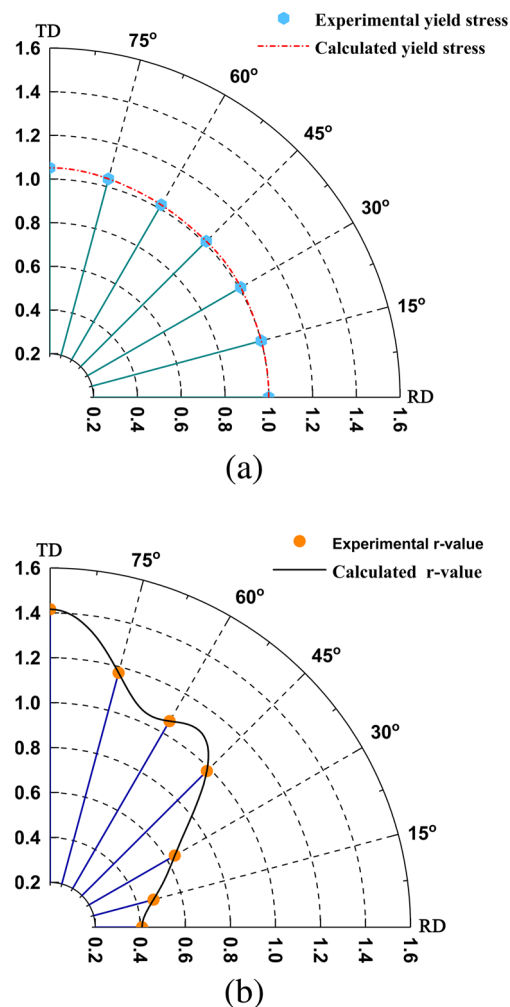 Experimental yield stress
Calculated yield stress
TD
1.6
1.4
1.2
1.0
0.8
0.6
0.4
0.2
75°
60°
45°
30°
15°
RD
0.2 0.4 0.6 0.8 1.0 1.2 1.4 1.6
(a)
Experimental r-value
Calculated r-value
TD
1.6
1.4
1.2
1.0
0.8
0.6
0.4
0.2
75°
60°
45°
30°
15°
RD
0.2 0.4 0.6 0.8 1.0 1.2 1.4 1.6
(b)